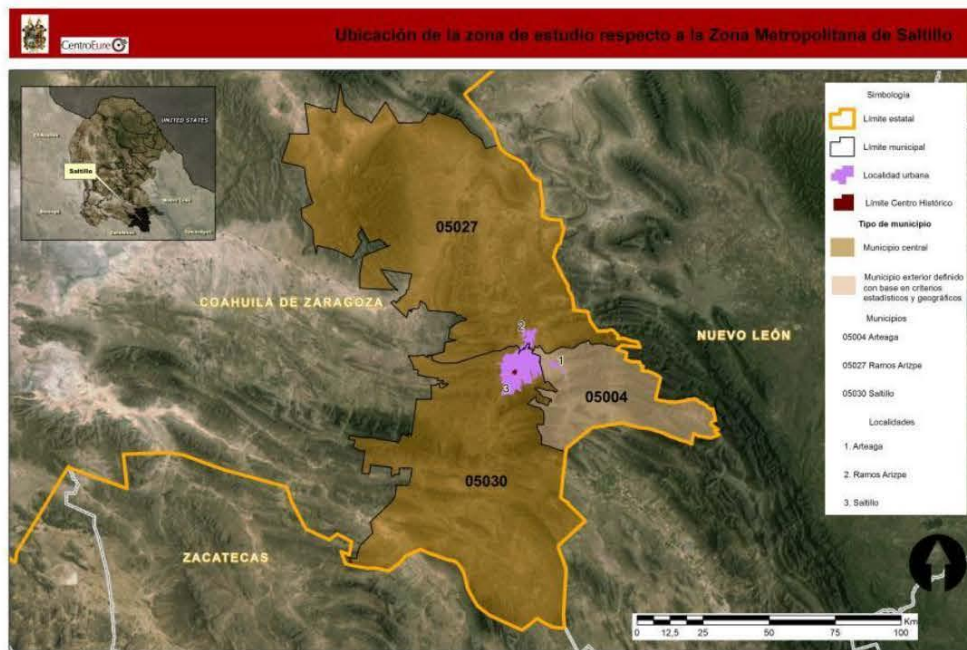 CentroEure
Ubicación de la zona de estudio respecto a la Zona Metropolitana de Saltillo
UNITED STATES
Saltillo
05027
COAHUILA DE ZARAGOZA
NUEVO LEÓN
2
1
3
05004
05030
ZACATECAS
Simbología
Límite estatal
Límite municipal
Localidad urbana
Límite Centro Histórico
Tipo de municipio
Municipio central
Municipio exterior definido
con base en criterios
estadísticos y geográficos
Municipios
05004 Arteaga
05027 Ramos Arizpe
05030 Saltillo
Localidades
1. Arteaga
2. Ramos Arizpe
3. Saltillo
Km
0 12,5 25 50 75 100